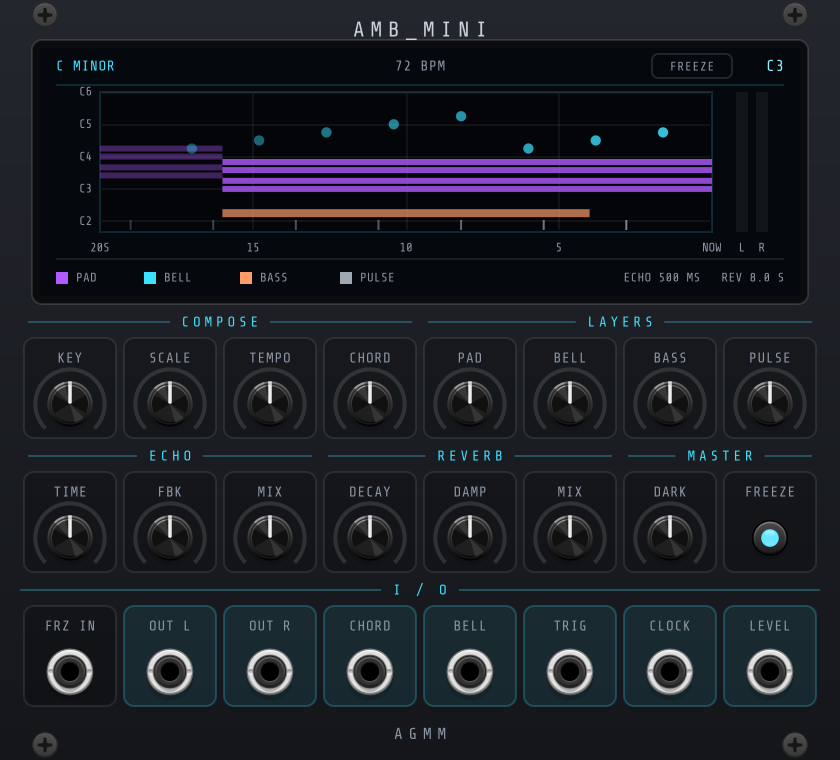 AMB_MINI
C MINOR 72 BPM FREEZE C3
C6
C5
C4
C3
C2
20S 15 10 5 NOW L R
PAD BELL BASS PULSE ECHO 500 MS REV 8.0 S
COMPOSE LAYERS
KEY SCALE TEMPO CHORD PAD BELL BASS PULSE
ECHO REVERB MASTER
TIME FBK MIX DECAY DAMP MIX DARK FREEZE
I / O
FRZ IN OUT L OUT R CHORD BELL TRIG CLOCK LEVEL
AGMM